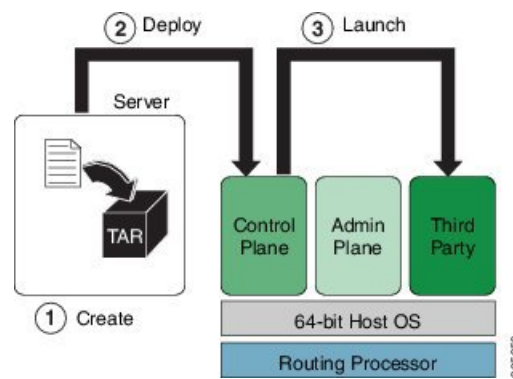 2 Deploy
3 Launch
Server
TAR
1 Create
Control Plane
Admin Plane
Third Party
64-bit Host OS
Routing Processor